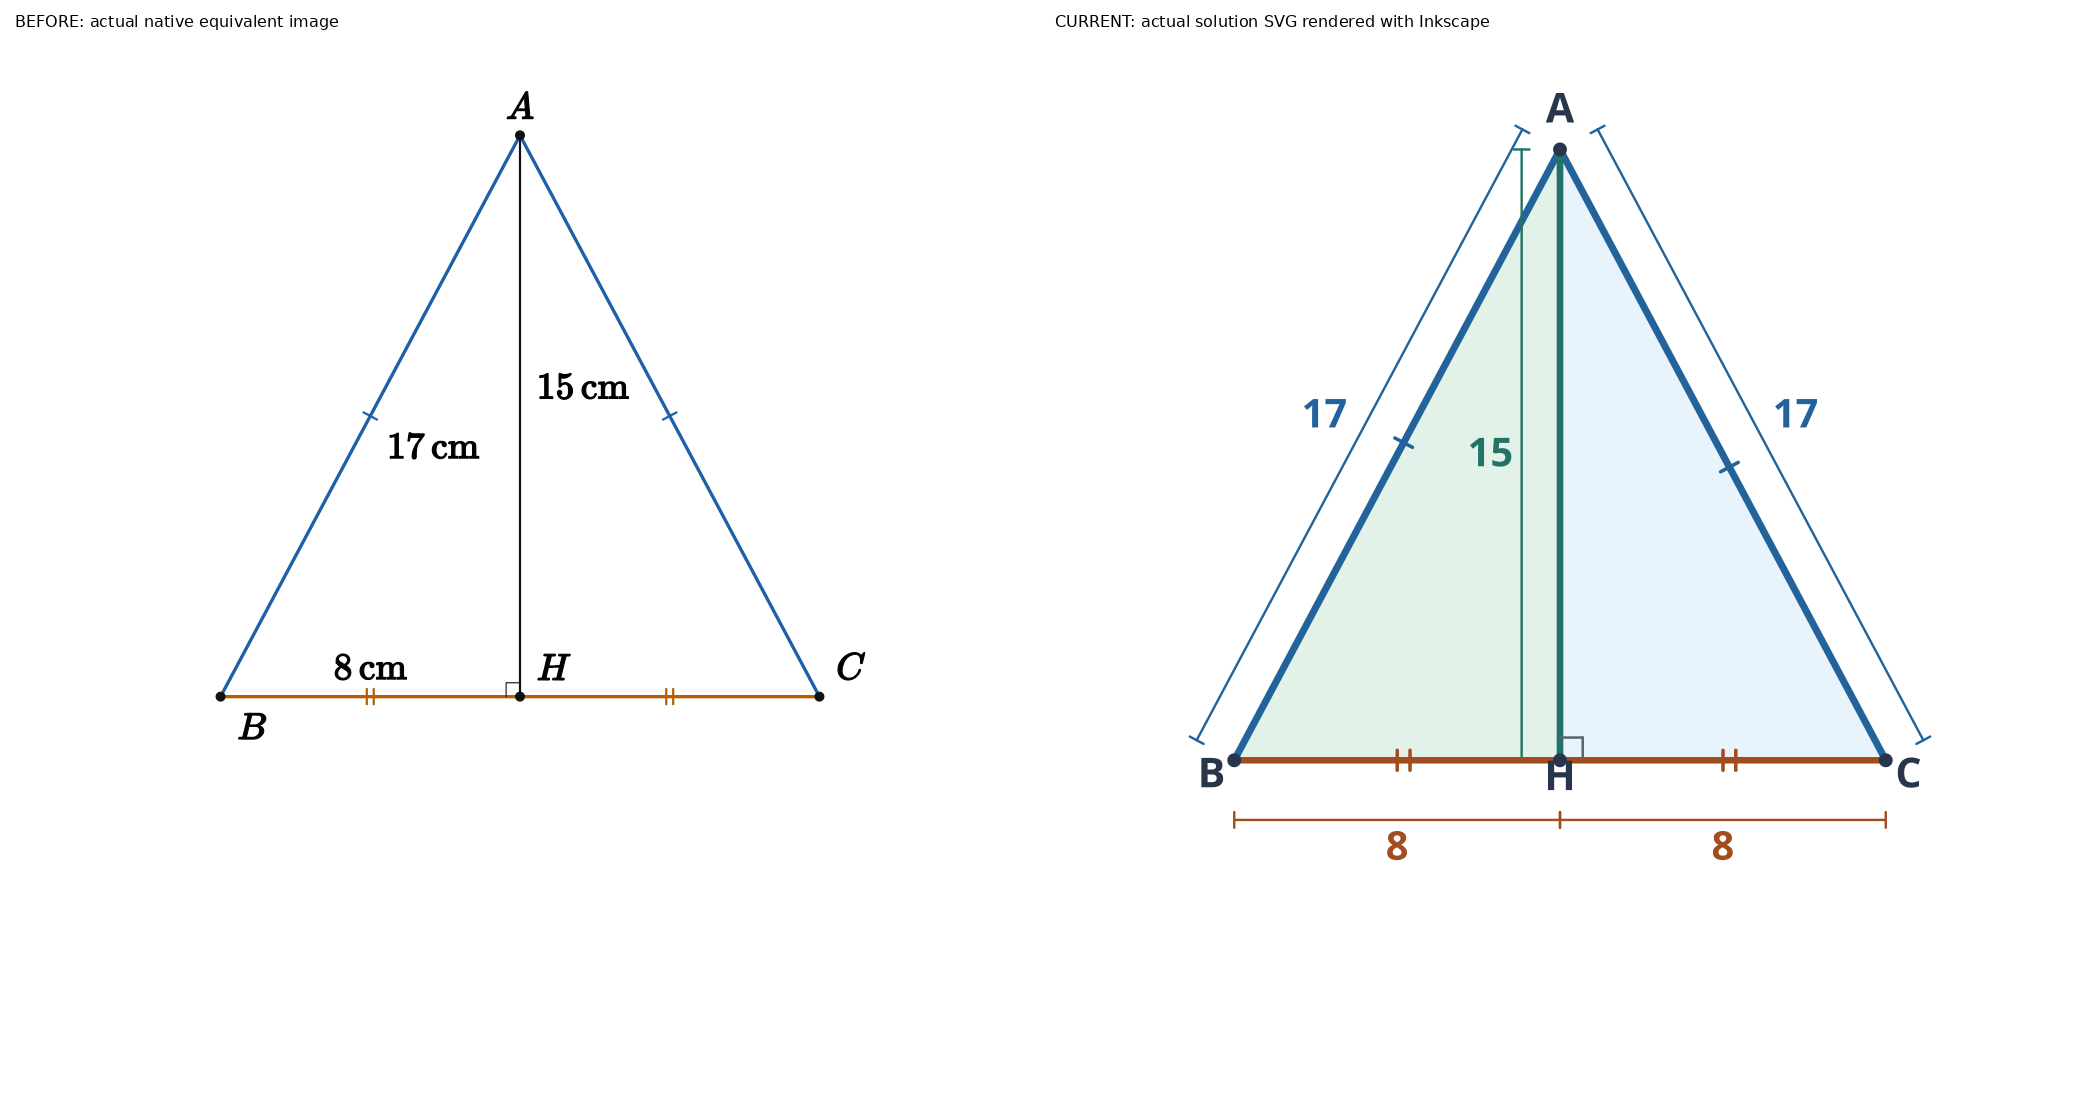 BEFORE: actual native equivalent image
A
15 cm
17 cm
8 cm
H
C
B
CURRENT: actual solution SVG rendered with Inkscape
A
17
17
15
B
H
C
8
8